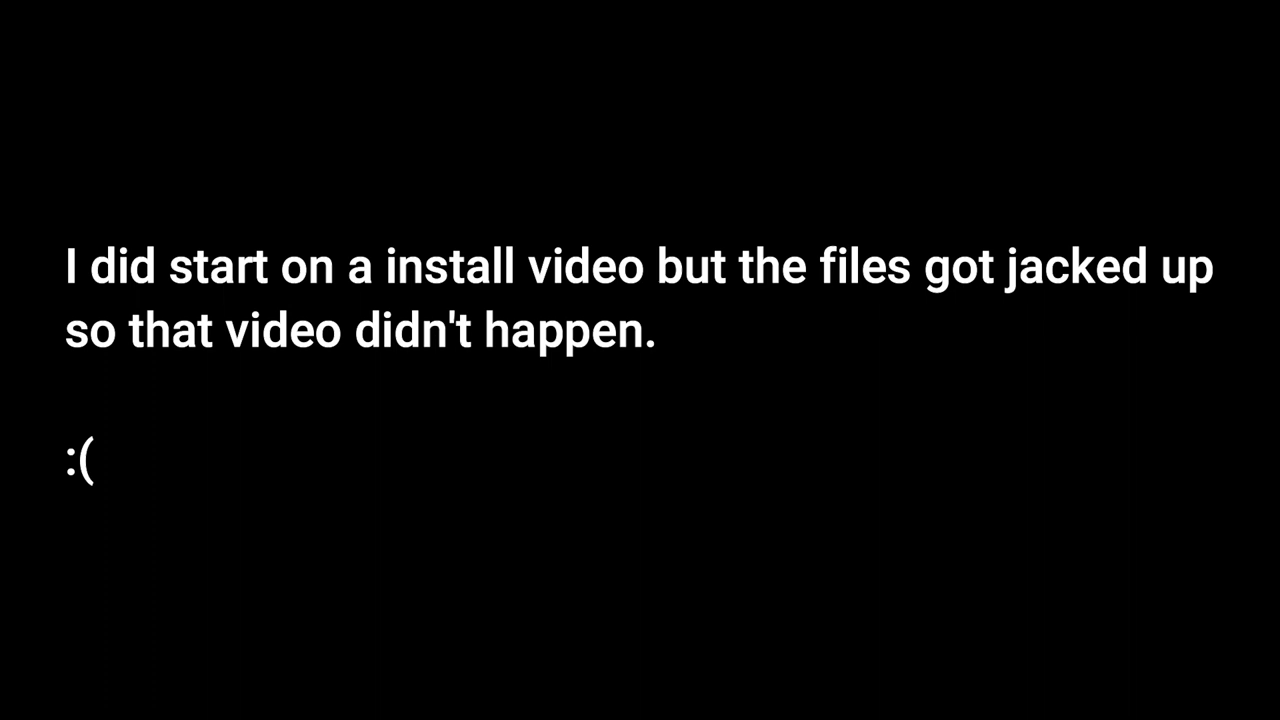 I did start on a install video but the files got jacked up
so that video didn't happen.
:(